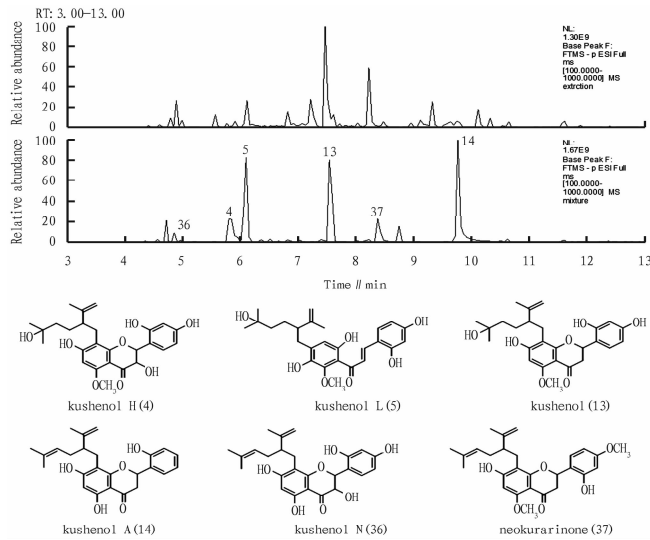 RT: 3.00-13.00
Relative abundance
100
80
60
40
20
0
NL:
1.30E9
Base Peak F:
FTMS - p ESI Full
ms
[100.0000-
1000.0000] MS
extrction
Relative abundance
100
80
60
40
20
0
36
4
5
13
37
14
NL:
1.67E9
Base Peak F:
FTMS - p ESI Full
ms
[100.0000-
1000.0000] MS
mixture
3 4 5 6 7 8 9 10 11 12 13
Time // min
HO HO OH HO O OCH3 O OH
kushenol H (4)
HO OH OH HO OCH3 O OH
kushenol L (5)
HO HO OH HO O OCH3 O
kushenol (13)
HO HO O OH O
kushenol A (14)
HO OH HO O OH O OH
kushenol N (36)
OCH3 HO O OH OCH3 O
neokurarinone (37)